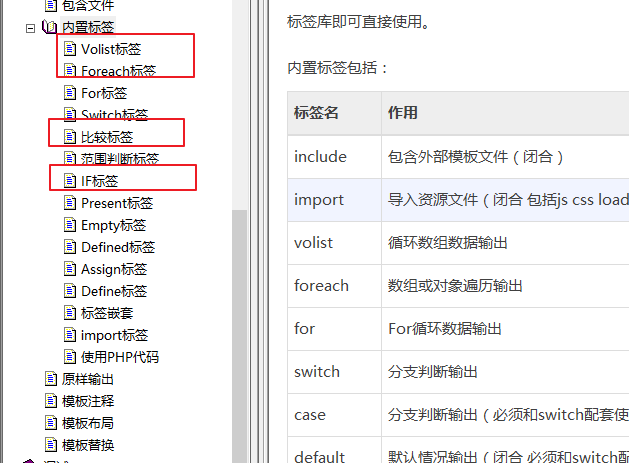 包含文件
内置标签
Volist标签
Foreach标签
For标签
Switch标签
比较标签
范围判断标签
IF标签
Present标签
Empty标签
Defined标签
Assign标签
Define标签
标签嵌套
import标签
使用PHP代码
原样输出
模板注释
模板布局
模板替换
标签库即可直接使用。
内置标签包括：
标签名 作用
include 包含外部模板文件（闭合）
import 导入资源文件（闭合 包括js css load
volist 循环数组数据输出
foreach 数组或对象遍历输出
for For循环数据输出
switch 分支判断输出
case 分支判断输出（必须和switch配套使
default 默认情况输出（闭合 必须和switch配